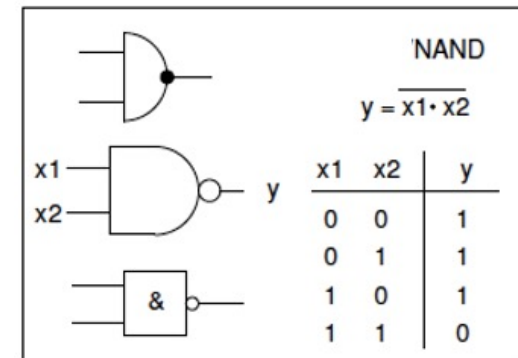 'NAND
y = x1• x2
x1
x2
y
x1 x2 y
0 0 1
0 1 1
1 0 1
1 1 0
&